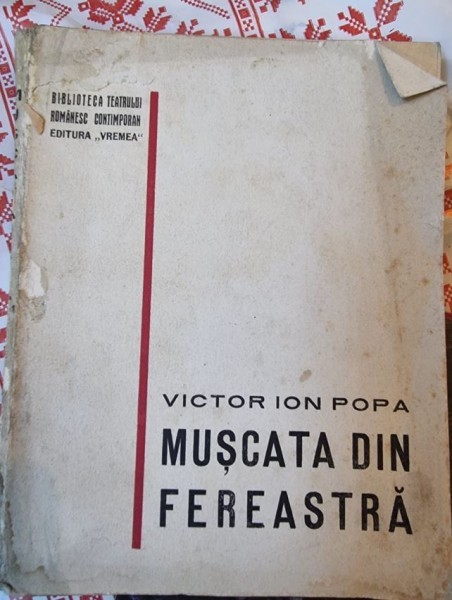 BIBLIOTECA TEATRULUI
ROMÂNESC CONTIMPORAN
EDITURA „VREMEA"
VICTOR ION POPA
MUȘCATA DIN
FEREASTRĂ